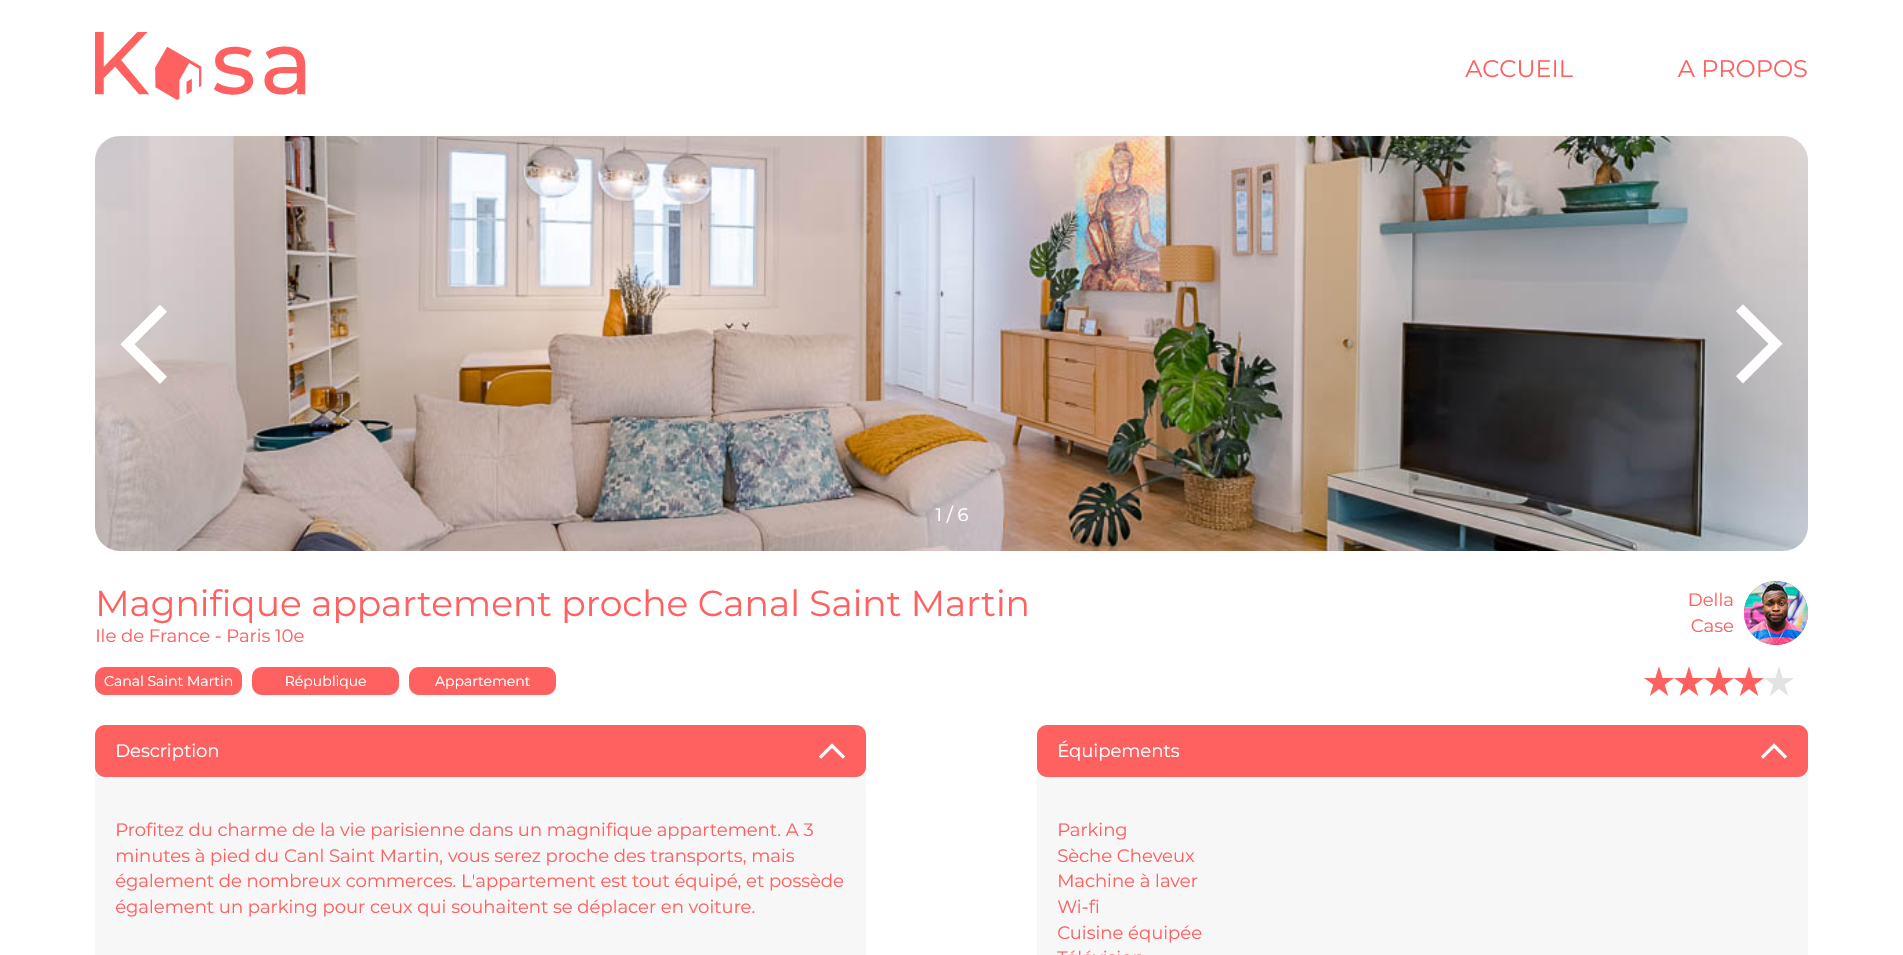 Kasa
ACCUEIL
A PROPOS
1 / 6
Magnifique appartement proche Canal Saint Martin
Ile de France - Paris 10e
Della
Case
Canal Saint Martin
République
Appartement
Description
Profitez du charme de la vie parisienne dans un magnifique appartement. A 3
minutes à pied du Canl Saint Martin, vous serez proche des transports, mais
également de nombreux commerces. L'appartement est tout équipé, et possède
également un parking pour ceux qui souhaitent se déplacer en voiture.
Équipements
Parking
Sèche Cheveux
Machine à laver
Wi-fi
Cuisine équipée
Télévision